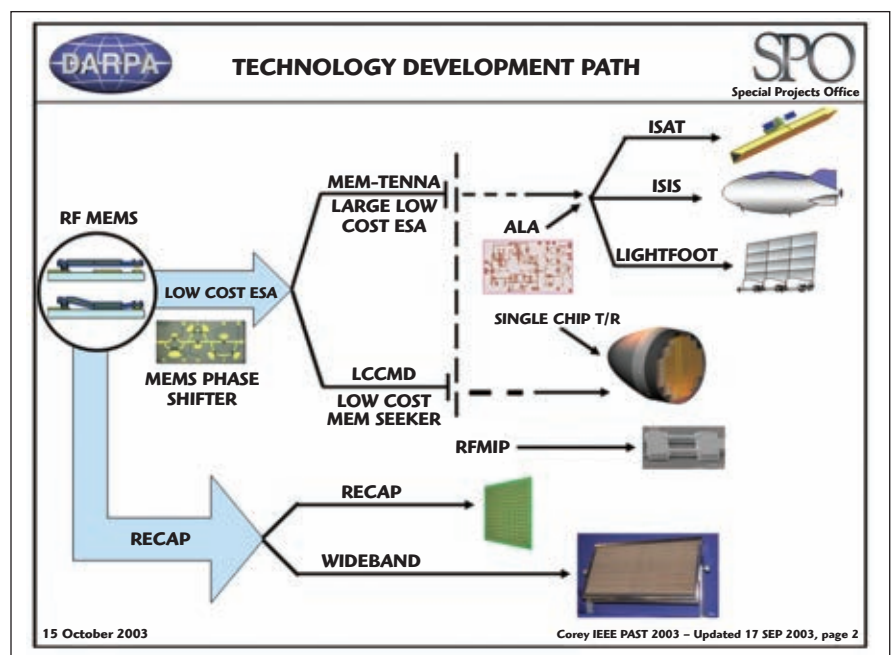 DARPA
TECHNOLOGY DEVELOPMENT PATH
SPO
Special Projects Office
ISAT
MEM-TENNA
LARGE LOW
COST ESA
ISIS
RF MEMS
ALA
LIGHTFOOT
LOW COST ESA
SINGLE CHIP T/R
MEMS PHASE
SHIFTER
LCCMD
LOW COST
MEM SEEKER
RFMIP
RECAP
RECAP
WIDEBAND
15 October 2003
Corey IEEE PAST 2003 – Updated 17 SEP 2003, page 2